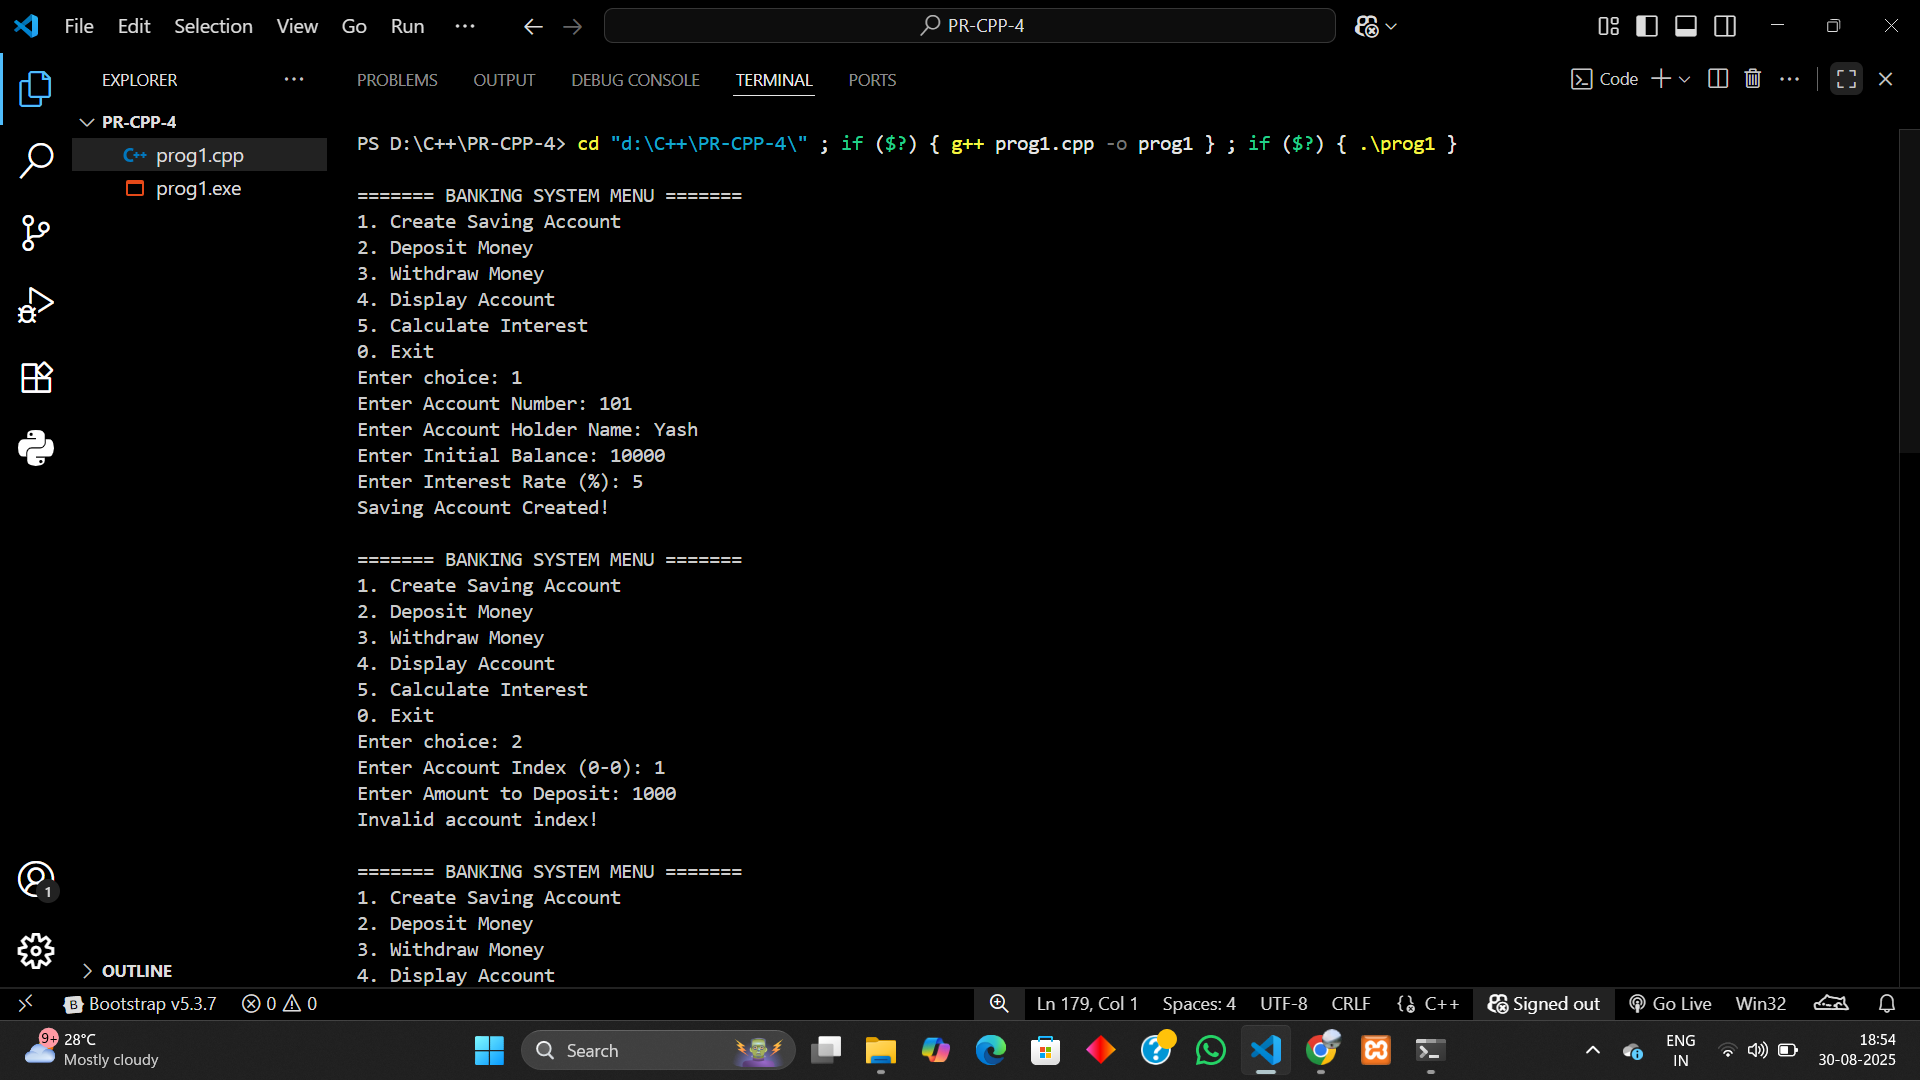 File Edit Selection View Go Run ··· PR-CPP-4
EXPLORER ···
PROBLEMS OUTPUT DEBUG CONSOLE TERMINAL PORTS
Code
PR-CPP-4
prog1.cpp
prog1.exe
PS D:\C++\PR-CPP-4> cd "d:\C++\PR-CPP-4\" ; if ($?) { g++ prog1.cpp -o prog1 } ; if ($?) { .\prog1 }
======= BANKING SYSTEM MENU =======
1. Create Saving Account
2. Deposit Money
3. Withdraw Money
4. Display Account
5. Calculate Interest
0. Exit
Enter choice: 1
Enter Account Number: 101
Enter Account Holder Name: Yash
Enter Initial Balance: 10000
Enter Interest Rate (%): 5
Saving Account Created!
======= BANKING SYSTEM MENU =======
1. Create Saving Account
2. Deposit Money
3. Withdraw Money
4. Display Account
5. Calculate Interest
0. Exit
Enter choice: 2
Enter Account Index (0-0): 1
Enter Amount to Deposit: 1000
Invalid account index!
======= BANKING SYSTEM MENU =======
1. Create Saving Account
2. Deposit Money
3. Withdraw Money
4. Display Account
1
OUTLINE
Bootstrap v5.3.7 0 0 Ln 179, Col 1 Spaces: 4 UTF-8 CRLF {} C++ Signed out Go Live Win32
9+ 28°C
Mostly cloudy
Search
ENG
IN
18:54
30-08-2025